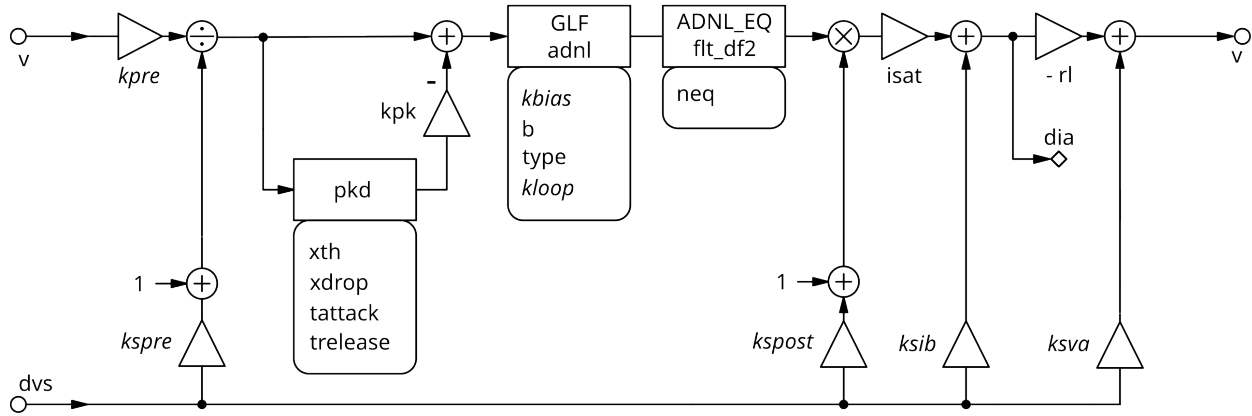 v
kpre
÷
+
-
kpk
GLF
adnl
kbias
b
type
kloop
ADNL_EQ
flt_df2
neq
×
isat
+
- rl
+
v
dia
pkd
xth
xdrop
tattack
trelease
1
+
kspre
1
+
kspost
ksib
ksva
dvs